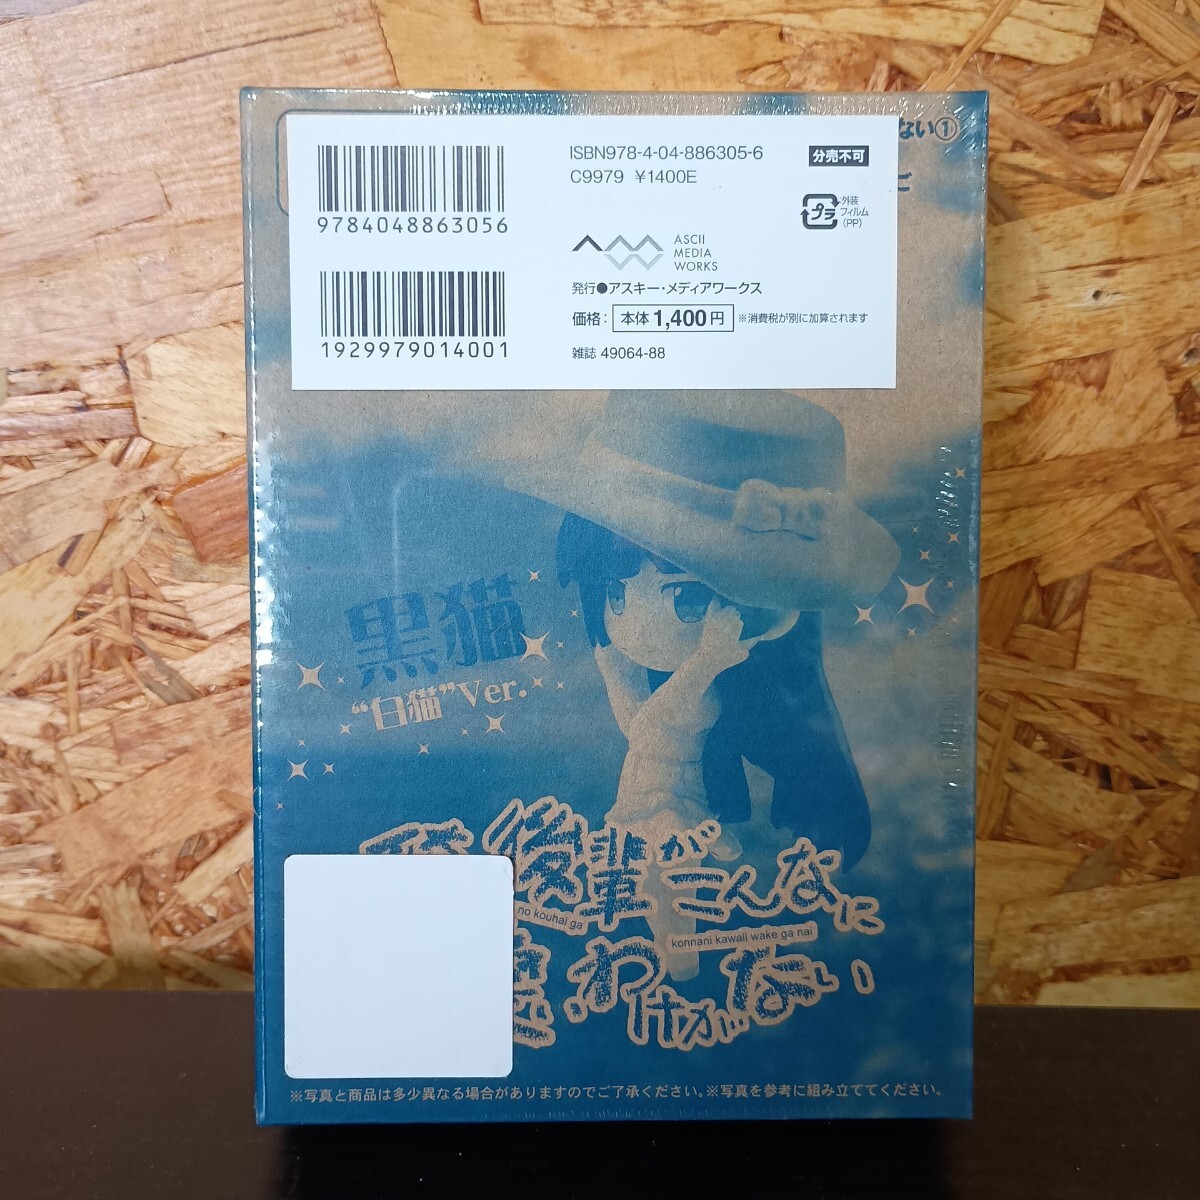 ない①
ご
ISBN978-4-04-886305-6
C9979 ¥1400E
分売不可
9784048863056
プラ
外装
フィルム
(PP)
ASCII
MEDIA
WORKS
発行●アスキー・メディアワークス
価格: 本体 1,400円 ※消費税が別に加算されます
1929979014001
雑誌 49064-88
黒猫
“白猫”Ver.
後輩がこんなに
no kouhai ga
konnani kawaii wake ga nai
わけがない
※写真と商品は多少異なる場合がありますのでご了承ください。※写真を参考に組み立ててください。